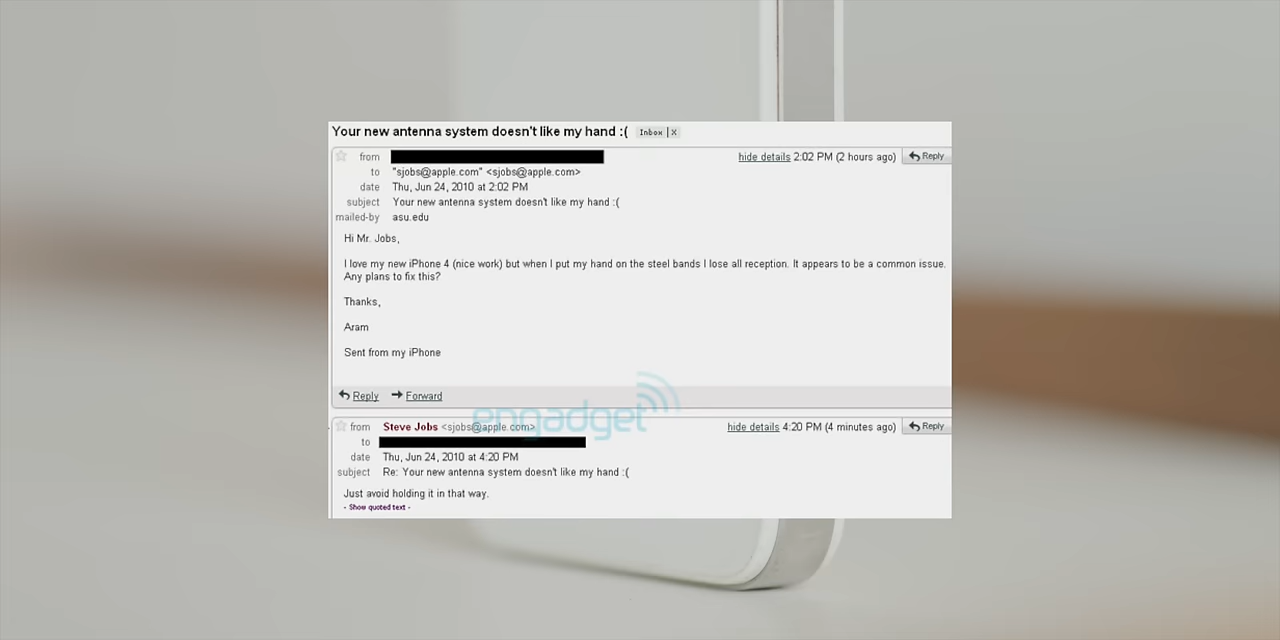 Your new antenna system doesn't like my hand :( Inbox | X
from hide details 2:02 PM (2 hours ago) Reply
to "sjobs@apple.com" <sjobs@apple.com>
date Thu, Jun 24, 2010 at 2:02 PM
subject Your new antenna system doesn't like my hand :(
mailed-by asu.edu
Hi Mr. Jobs,
I love my new iPhone 4 (nice work) but when I put my hand on the steel bands I lose all reception. It appears to be a common issue.
Any plans to fix this?
Thanks,
Aram
Sent from my iPhone
Reply Forward
engadget
from Steve Jobs <sjobs@apple.com> hide details 4:20 PM (4 minutes ago) Reply
to
date Thu, Jun 24, 2010 at 4:20 PM
subject Re: Your new antenna system doesn't like my hand :(
Just avoid holding it in that way.
- Show quoted text -